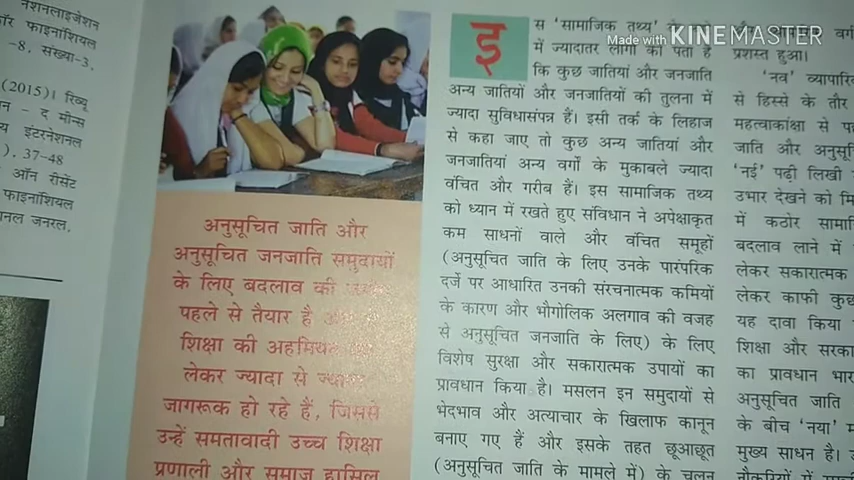 नेशनलाइजेशन
फॉर फाइनांशियल
-8, संख्या-3,
(2015)। रिव्यू
न - द मोन्स
इंटरनेशनल
), 37-48
ऑन रीसेंट
फाइनांशियल
नल जनरल,
अनुसूचित जाति और
अनुसूचित जनजाति समुदायों
के लिए बदलाव की
पहले से तैयार है
शिक्षा की अहमियत
लेकर ज्यादा से
जागरूक हो रहे हैं, जिससे
उन्हें समतावादी उच्च शिक्षा
प्रणाली और समाज हासिल
इस 'सामाजिक तथ्य'
में ज्यादातर लोगों को पता है
कि कुछ जातियां और जनजाति
अन्य जातियों और जनजातियों की तुलना में
ज्यादा सुविधासंपन्न हैं। इसी तर्क के लिहाज
से कहा जाए तो कुछ अन्य जातियां और
जनजातियां अन्य वर्गों के मुकाबले ज्यादा
वंचित और गरीब हैं। इस सामाजिक तथ्य
को ध्यान में रखते हुए संविधान ने अपेक्षाकृत
कम साधनों वाले और वंचित समूहों
(अनुसूचित जाति के लिए उनके पारंपरिक
दर्जे पर आधारित उनकी संरचनात्मक कमियों
के कारण और भौगोलिक अलगाव की वजह
से अनुसूचित जनजाति के लिए) के लिए
विशेष सुरक्षा और सकारात्मक उपायों का
प्रावधान किया है। मसलन इन समुदायों से
भेदभाव और अत्याचार के खिलाफ कानून
बनाए गए हैं और इसके तहत छूआछूत
(अनुसूचित जाति के मामले में) के चलन
प्रशस्त हुआ।
'नव' व्यापारि
से हिस्से के तौर
महत्वाकांक्षा से
जाति और अनुसू
'नई' पढ़ी लिखी
उभार देखने को मि
में कठोर सामा
बदलाव लाने में
लेकर सकारात्मक
लेकर काफी कुछ
यह दावा किया
शिक्षा और सरका
का प्रावधान भार
अनुसूचित जाति
के बीच 'नया'
मुख्य साधन है।
नौकरियों में
Made with KINEMASTER